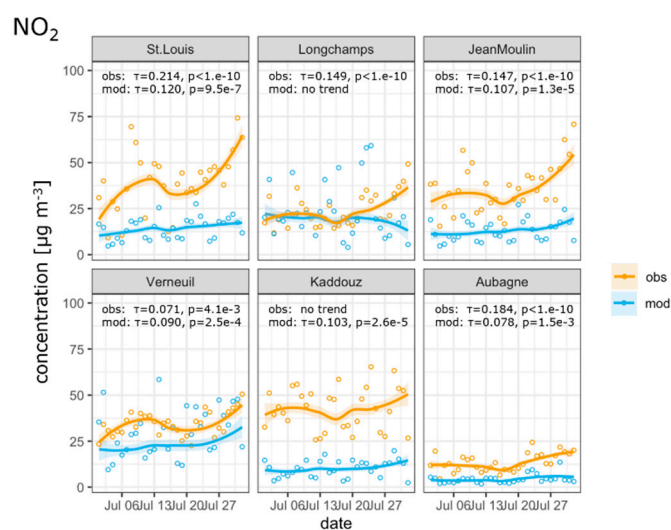 NO₂
St.Louis
Longchamps
JeanMoulin
100
obs: τ=0.214, p<1.e-10
mod: τ=0.120, p=9.5e-7
obs: τ=0.149, p<1.e-10
mod: no trend
obs: τ=0.147, p<1.e-10
mod: τ=0.107, p=1.3e-5
75
50
25
0
concentration [µg m⁻³]
Verneuil
Kaddouz
Aubagne
100
obs: τ=0.071, p=4.1e-3
mod: τ=0.090, p=2.5e-4
obs: no trend
mod: τ=0.103, p=2.6e-5
obs: τ=0.184, p<1.e-10
mod: τ=0.078, p=1.5e-3
75
50
25
0
Jul 06 Jul 13 Jul 20 Jul 27
Jul 06 Jul 13 Jul 20 Jul 27
Jul 06 Jul 13 Jul 20 Jul 27
date
obs
mod